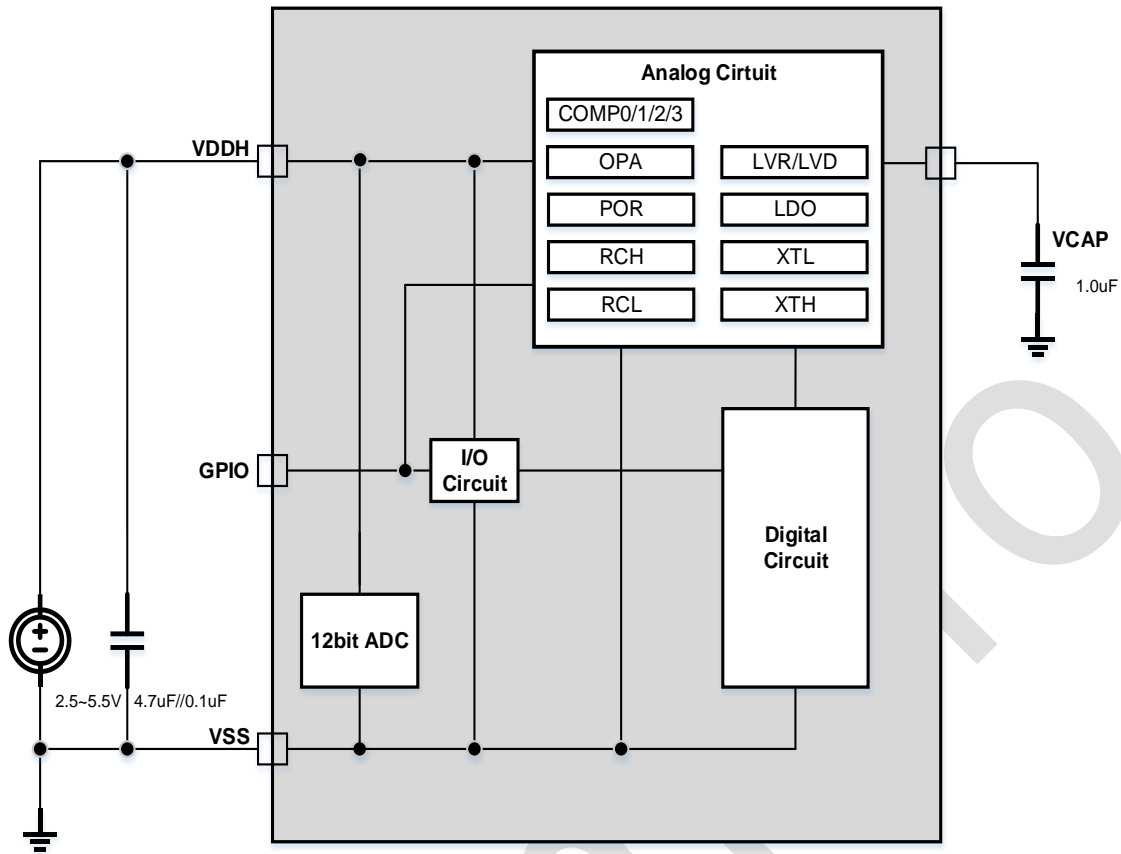 Analog Cirtuit
COMP0/1/2/3
OPA
LVR/LVD
POR
LDO
RCH
XTL
RCL
XTH
VDDH
VCAP
1.0uF
GPIO
I/O
Circuit
Digital
Circuit
12bit ADC
2.5~5.5V
4.7uF//0.1uF
VSS